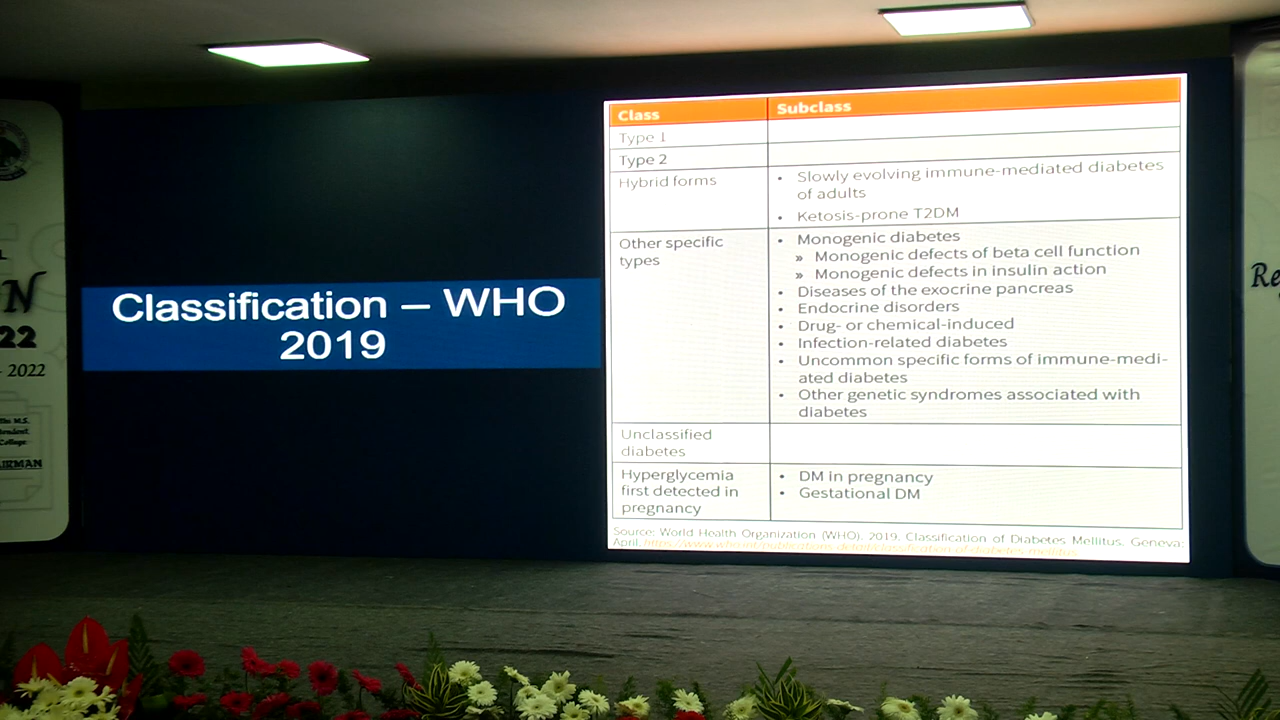 N
22
- 2022
College
IRMAN
Classification – WHO
2019
Class Subclass
Type 1
Type 2
Hybrid forms
• Slowly evolving immune-mediated diabetes
of adults
• Ketosis-prone T2DM
Other specific
types
• Monogenic diabetes
» Monogenic defects of beta cell function
» Monogenic defects in insulin action
• Diseases of the exocrine pancreas
• Endocrine disorders
• Drug- or chemical-induced
• Infection-related diabetes
• Uncommon specific forms of immune-medi-
ated diabetes
• Other genetic syndromes associated with
diabetes
Unclassified
diabetes
Hyperglycemia
first detected in
pregnancy
• DM in pregnancy
• Gestational DM
Source: World Health Organization (WHO). 2019. Classification of Diabetes Mellitus. Geneva:
April.
Re